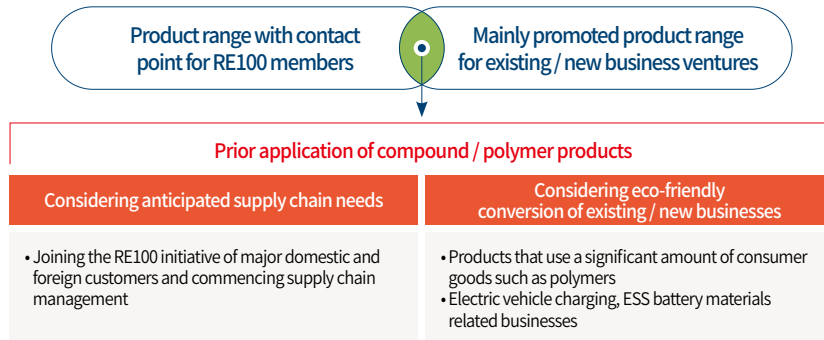 Product range with contact
point for RE100 members
Mainly promoted product range
for existing / new business ventures
Prior application of compound / polymer products
Considering anticipated supply chain needs
Considering eco-friendly
conversion of existing / new businesses
• Joining the RE100 initiative of major domestic and
foreign customers and commencing supply chain
management
• Products that use a significant amount of consumer
goods such as polymers
• Electric vehicle charging, ESS battery materials
related businesses